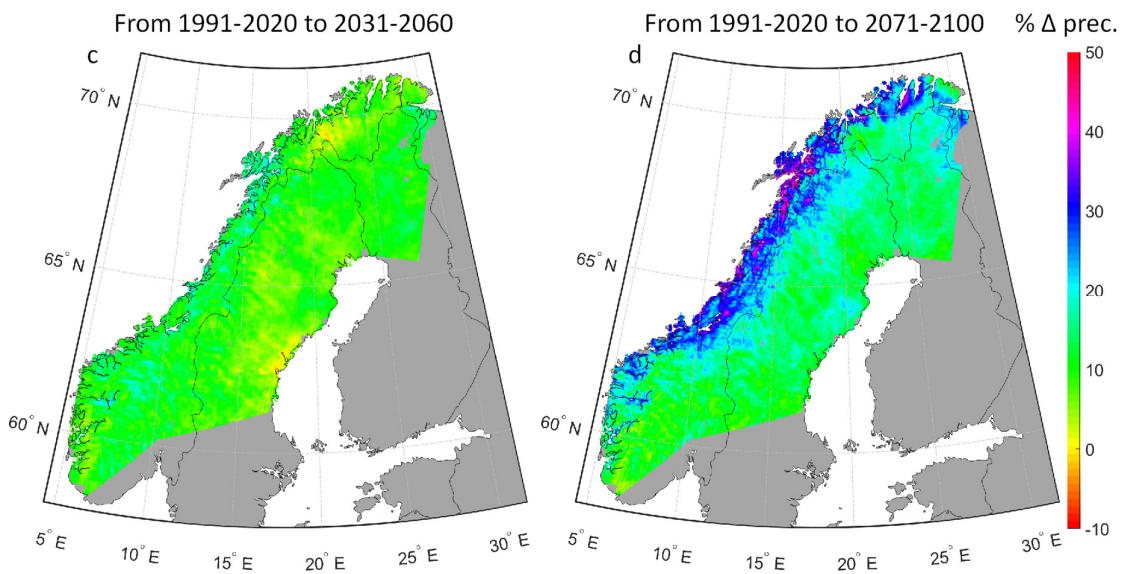 From 1991-2020 to 2031-2060
From 1991-2020 to 2071-2100
% Δ prec.
c
d
70° N
65° N
60° N
5° E
10° E
15° E
20° E
25° E
30° E
70° N
65° N
60° N
5° E
10° E
15° E
20° E
25° E
30° E
50
40
30
20
10
0
-10